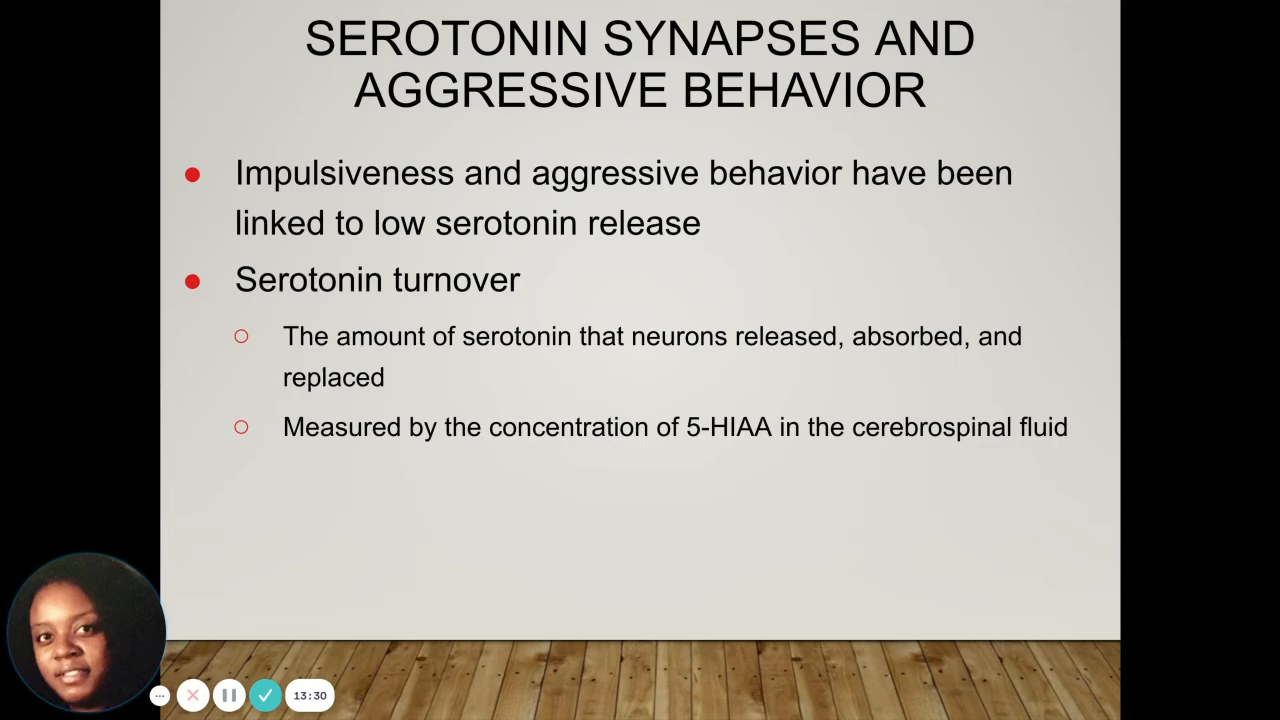 SEROTONIN SYNAPSES AND
AGGRESSIVE BEHAVIOR
Impulsiveness and aggressive behavior have been
linked to low serotonin release
Serotonin turnover
The amount of serotonin that neurons released, absorbed, and
replaced
Measured by the concentration of 5-HIAA in the cerebrospinal fluid
13:30